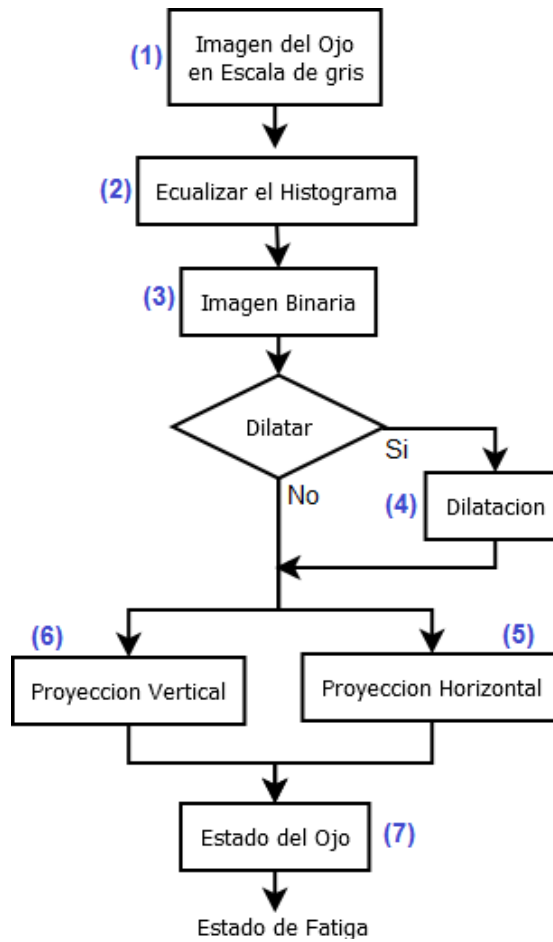 (1)
Imagen del Ojo
en Escala de gris
(2)
Ecualizar el Histograma
(3)
Imagen Binaria
Dilatar
Si
No
(4)
Dilatacion
(6)
(5)
Proyeccion Vertical
Proyeccion Horizontal
Estado del Ojo
(7)
Estado de Fatiga